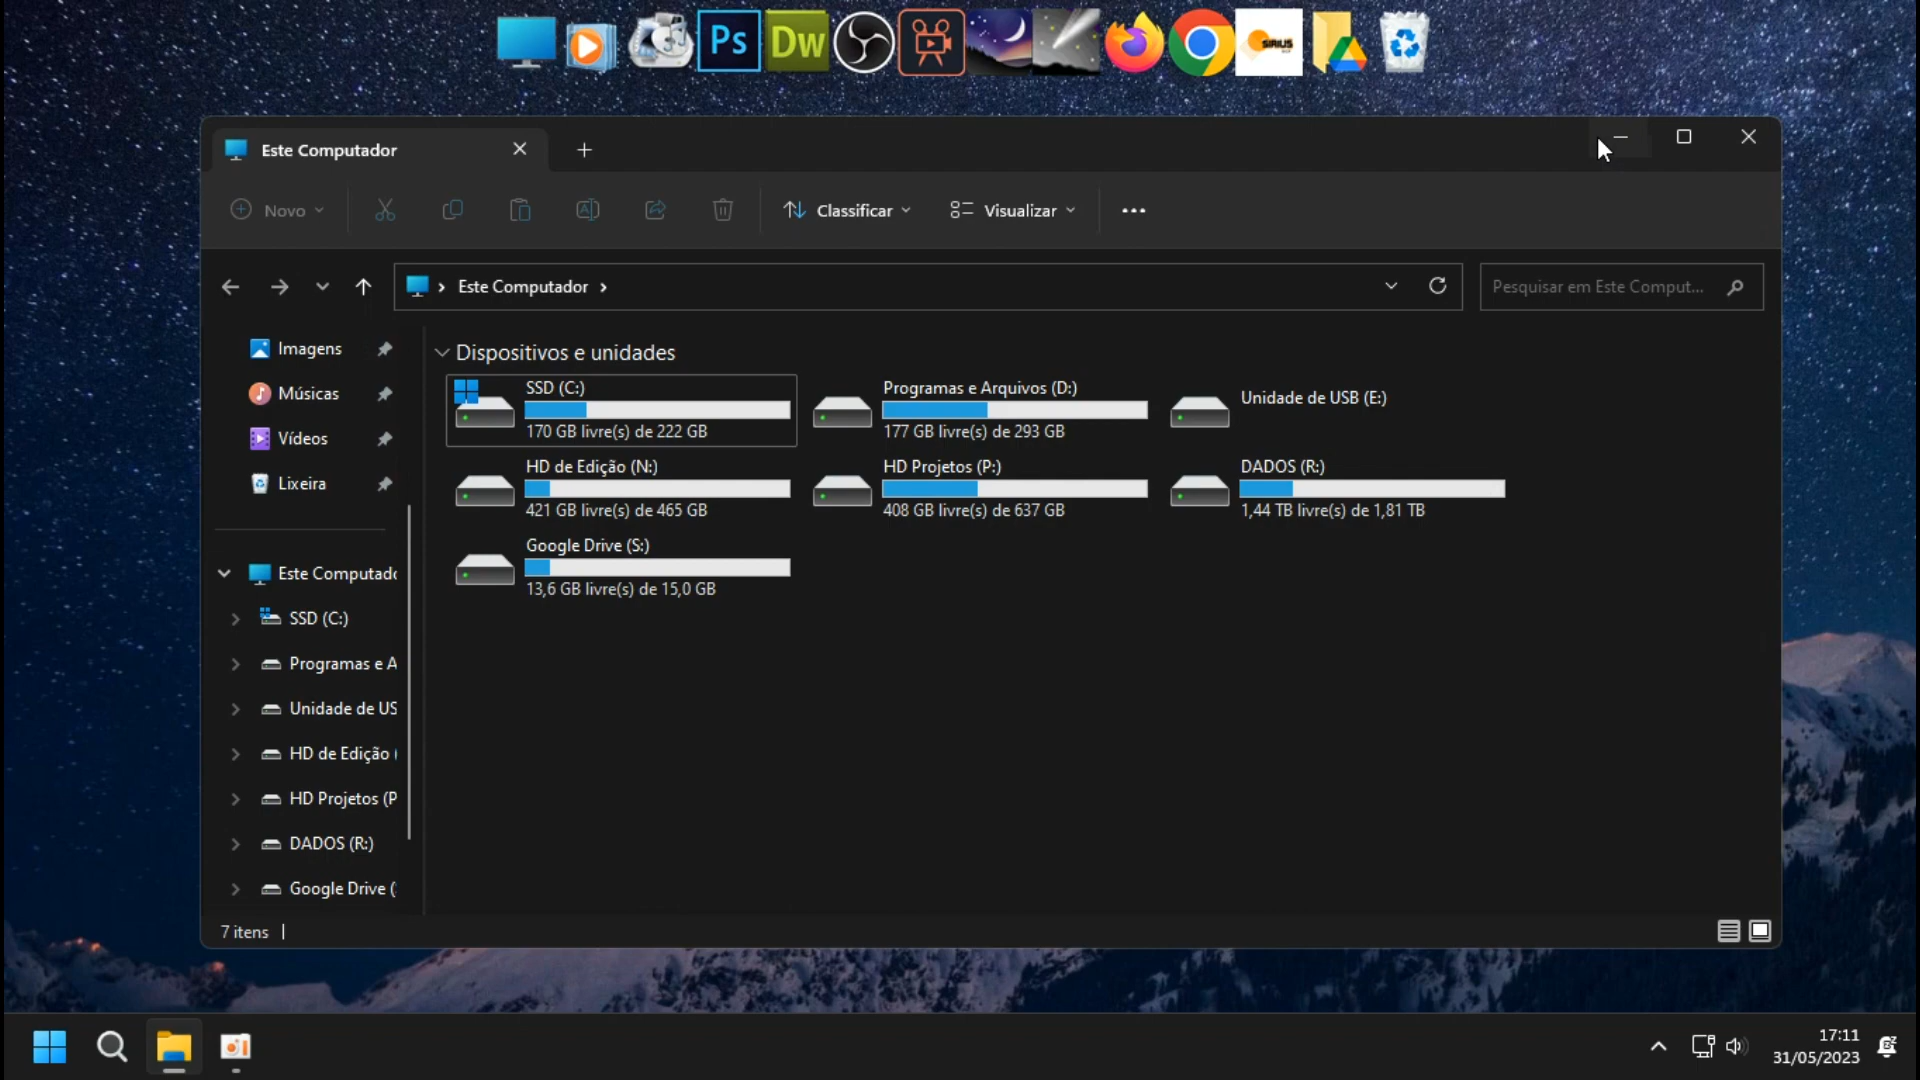 Ps
Dw
SIRIUS
Este Computador
Novo
Classificar
Visualizar
Este Computador
Pesquisar em Este Comput...
Imagens
Músicas
Vídeos
Lixeira
Este Computado
SSD (C:)
Programas e A
Unidade de US
HD de Edição (
HD Projetos (P
DADOS (R:)
Google Drive (
Dispositivos e unidades
SSD (C:)
170 GB livre(s) de 222 GB
Programas e Arquivos (D:)
177 GB livre(s) de 293 GB
Unidade de USB (E:)
HD de Edição (N:)
421 GB livre(s) de 465 GB
HD Projetos (P:)
408 GB livre(s) de 637 GB
DADOS (R:)
1,44 TB livre(s) de 1,81 TB
Google Drive (S:)
13,6 GB livre(s) de 15,0 GB
7 itens
17:11
31/05/2023